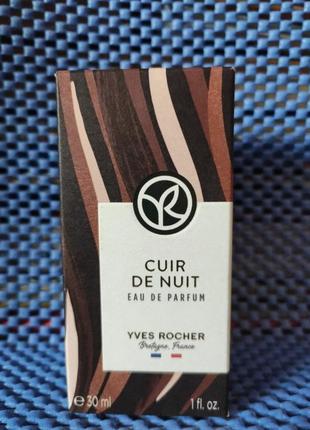 CUIR
DE NUIT
EAU DE PARFUM
YVES ROCHER
Bretagne, France
℮ 30 ml 1 fl. oz.